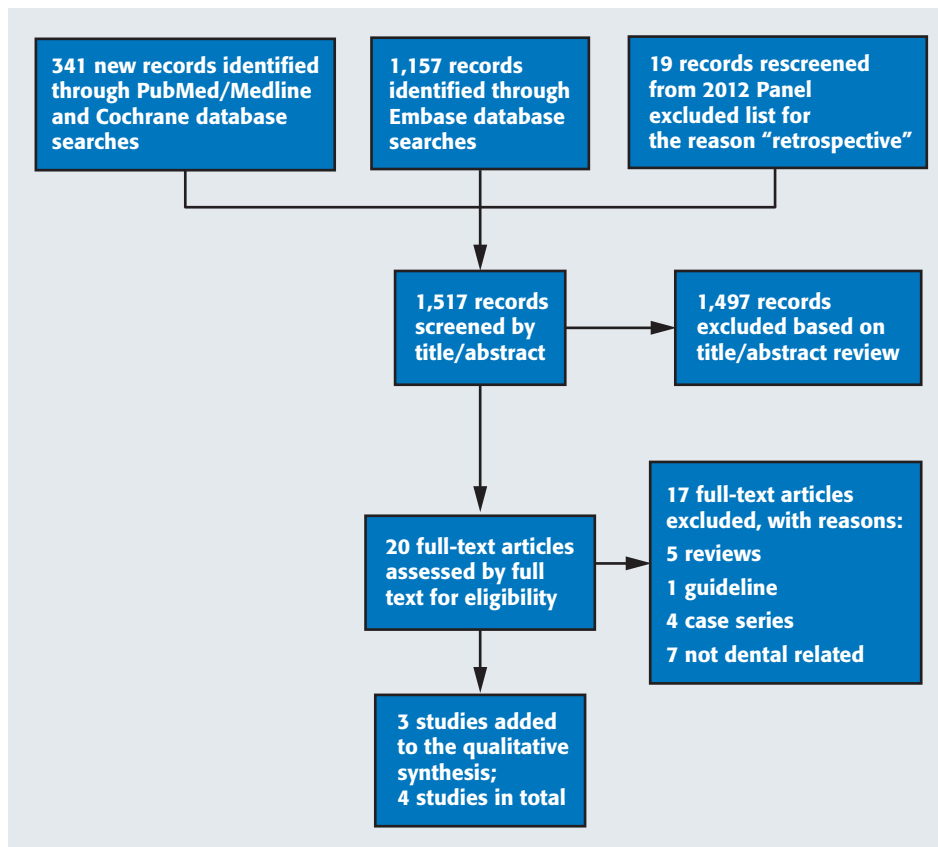 341 new records identified
through PubMed/Medline
and Cochrane database
searches
1,157 records
identified through
Embase database
searches
19 records rescreened
from 2012 Panel
excluded list for
the reason “retrospective”
1,517 records
screened by
title/abstract
1,497 records
excluded based on
title/abstract review
20 full-text articles
assessed by full
text for eligibility
17 full-text articles
excluded, with reasons:
5 reviews
1 guideline
4 case series
7 not dental related
3 studies added
to the qualitative
synthesis;
4 studies in total